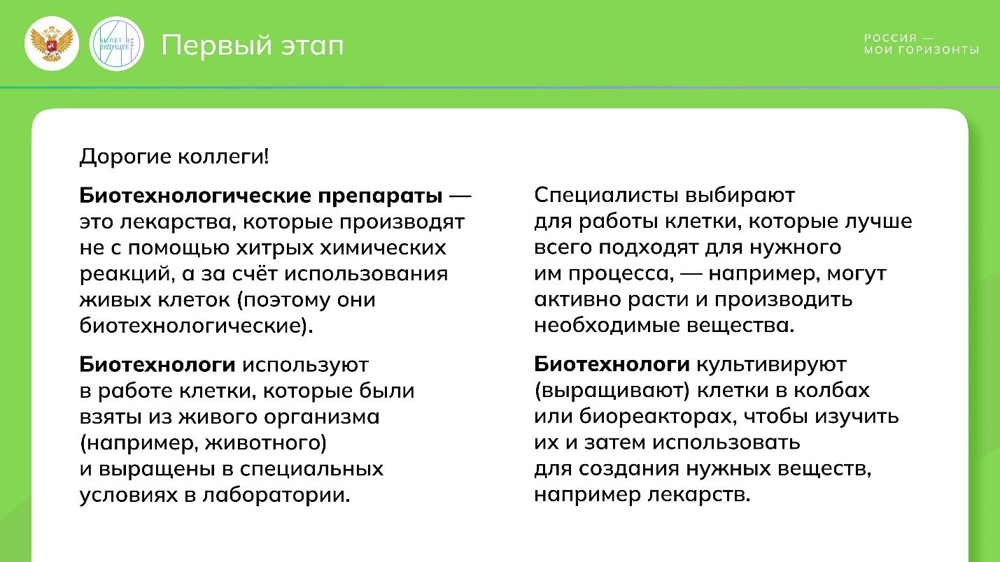 БИЛЕТ В
БУДУЩЕЕ
ТВОЁ
Первый этап
РОССИЯ —
МОИ ГОРИЗОНТЫ
Дорогие коллеги!
Биотехнологические препараты —
это лекарства, которые производят
не с помощью хитрых химических
реакций, а за счёт использования
живых клеток (поэтому они
биотехнологические).
Биотехнологи используют
в работе клетки, которые были
взяты из живого организма
(например, животного)
и выращены в специальных
условиях в лаборатории.
Специалисты выбирают
для работы клетки, которые лучше
всего подходят для нужного
им процесса, — например, могут
активно расти и производить
необходимые вещества.
Биотехнологи культивируют
(выращивают) клетки в колбах
или биореакторах, чтобы изучить
их и затем использовать
для создания нужных веществ,
например лекарств.